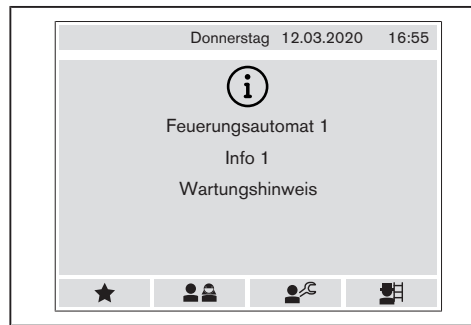 Donnerstag 12.03.2020 16:55
Feuerungsautomat 1
Info 1
Wartungshinweis